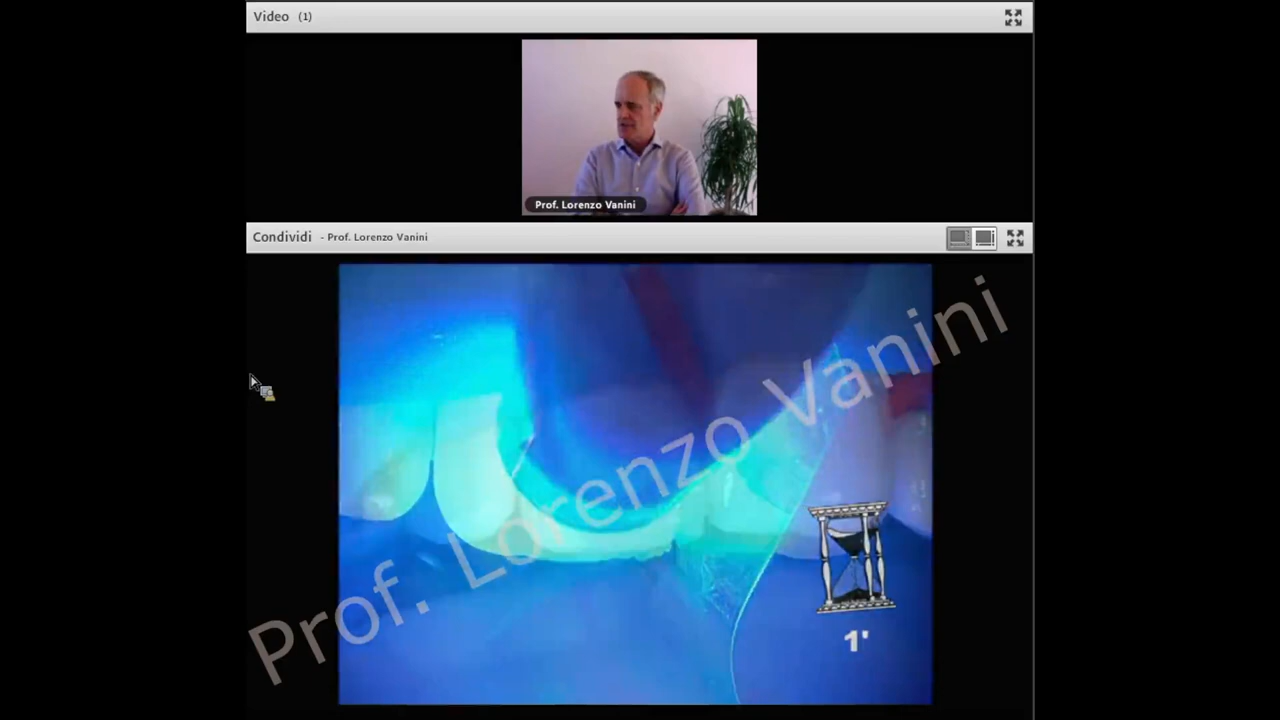 Video (1)
Prof. Lorenzo Vanini
Condividi - Prof. Lorenzo Vanini
Prof. Lorenzo Vanini
1'